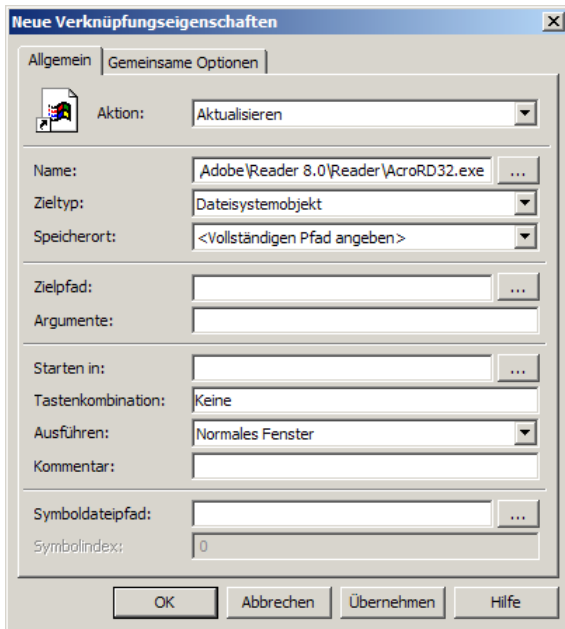 Neue Verknüpfungseigenschaften
Allgemein Gemeinsame Optionen
Aktion: Aktualisieren
Name: Adobe\Reader 8.0\Reader\AcroRD32.exe ...
Zieltyp: Dateisystemobjekt
Speicherort: <Vollständigen Pfad angeben>
Zielpfad: ...
Argumente:
Starten in: ...
Tastenkombination: Keine
Ausführen: Normales Fenster
Kommentar:
Symboldateipfad: ...
Symbolindex: 0
OK Abbrechen Übernehmen Hilfe